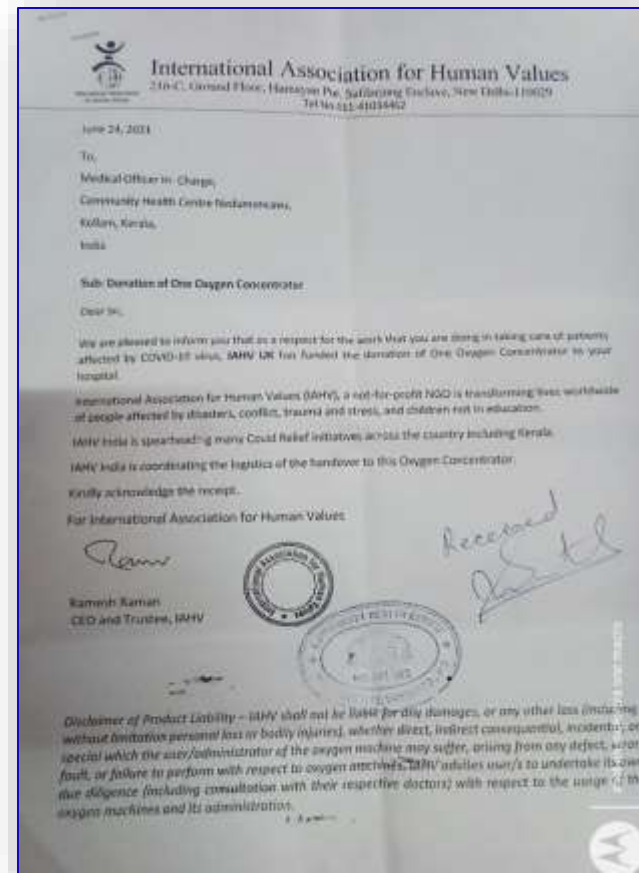 International Association for Human Values
216-C, Ground Floor, Humayun Pur, Safdarjung Enclave, New Delhi-110029
Tel No.011-41034462
June 24, 2021
To,
Medical Officer In- Charge,
Community Health Centre
Kollam, Kerala,
India
Sub: Donation of One Oxygen Concentrator
Dear Sir,
We are pleased to inform you that as a respect for the work that you are doing in taking care of patients
affected by COVID-19 virus, IAHV UK has funded the donation of One Oxygen Concentrator to your
hospital.
International Association for Human Values (IAHV), a not-for-profit NGO is transforming lives worldwide
of people affected by disasters, conflict, trauma and stress, and children not in education.
IAHV India is spearheading many Covid Relief initiatives across the country including Kerala.
IAHV India is coordinating the logistics of the handover to this Oxygen Concentrator.
Kindly acknowledge the receipt.
For International Association for Human Values
Received
International Association for Human Values
Ramesh Raman
CEO and Trustee, IAHV
Disclaimer of Product Liability – IAHV shall not be liable for any damages, or any other loss (including
without limitation personal loss or bodily injuries), whether direct, indirect consequential, incidental, or
special which the user/administrator of the oxygen machine may suffer, arising from any defect,
fault, or failure to perform with respect to oxygen machines. IAHV advises user/s to undertake its own
due diligence (including consultation with their respective doctors) with respect to the usage of the
oxygen machines and its administration.